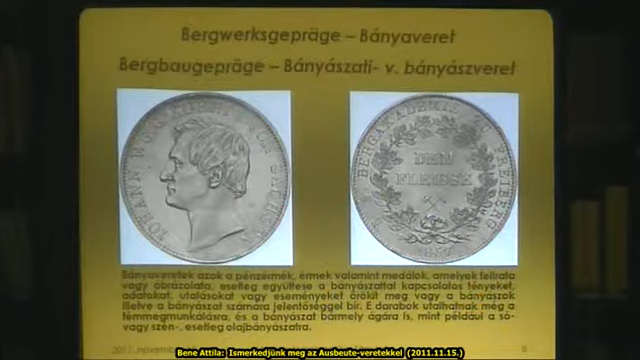 Bergwerksgepräge – Bányaveret
Bergbaugepräge – Bányászati- v. bányászveret
JOHANN V. G. G. KOENIG VON SACHSEN
BERGAKADEMIE ZU FREIBERG
DEM
FLEISSE
Bányaveretek azok a pénzérmék, érmek valamint medálok, amelyek felirata
vagy ábrázolata, esetleg együttese a bányászattal kapcsolatos tényeket,
adatokat, utalásokat vagy eseményeket örökít meg vagy a bányászok
illetve a bányászat számára jelentőséggel bír. E darabok utalhatnak még a
fémmegmunkálásra, és a bányászat bármely ágára is, mint például a só-
vagy szén-, esetleg olajbányászatra.
Bene Attila: Ismerkedjünk meg az Ausbeute-veretekkel (2011.11.15.)